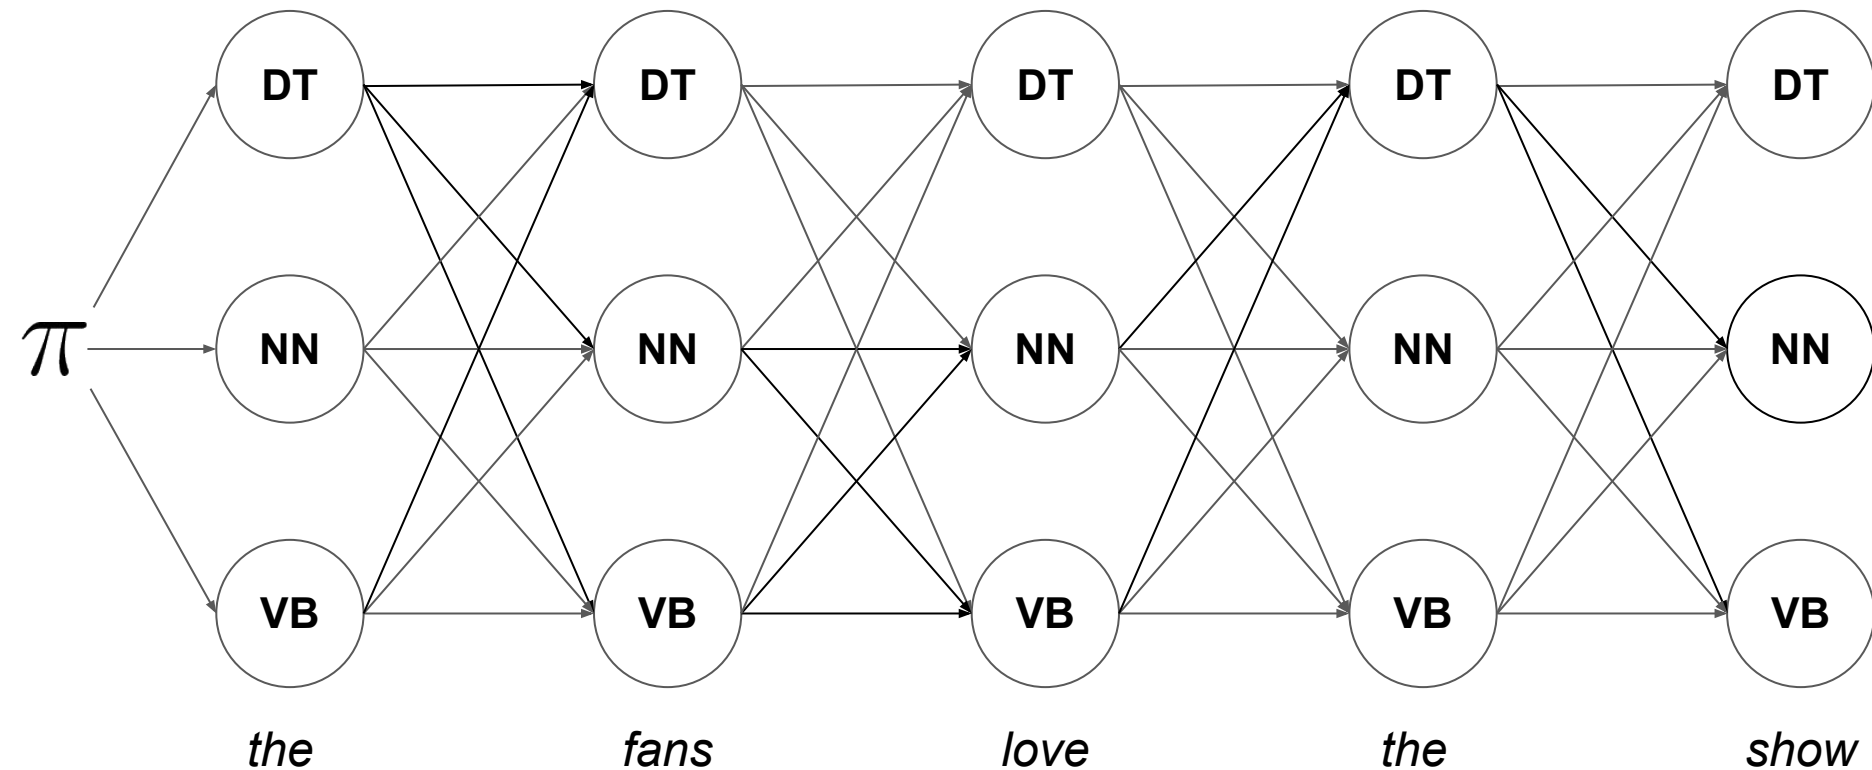 DT DT DT DT DT
π NN NN NN NN NN
VB VB VB VB VB
the fans love the show